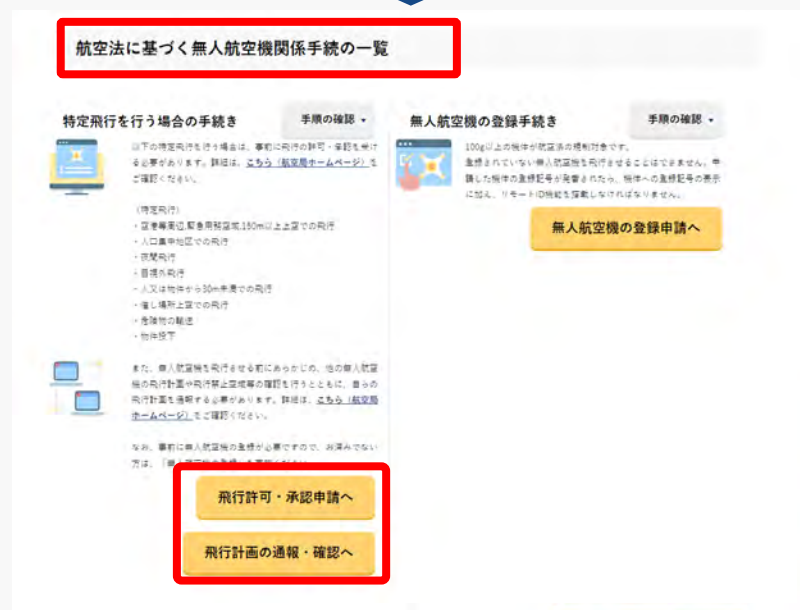 航空法に基づく無人航空機関係手続の一覧
特定飛行を行う場合の手続き
手順の確認
以下の特定飛行を行う場合は、事前に飛行の許可・承認を受け
る必要があります。詳細は、こちら（航空局ホームページ）を
ご確認ください。
（特定飛行）
・空港等周辺,緊急用務空域,150m以上上空での飛行
・人口集中地区での飛行
・夜間飛行
・目視外飛行
・人又は物件から30m未満での飛行
・催し場所上空での飛行
・危険物の輸送
・物件投下
また、無人航空機を飛行させる前にあらかじめ、他の無人航空
機の飛行計画や飛行禁止空域等の確認を行うとともに、自らの
飛行計画を通報する必要があります。詳細は、こちら（航空局
ホームページ）をご確認ください。
なお、事前に無人航空機の登録が必要ですので、お済みでない
方は、
飛行許可・承認申請へ
飛行計画の通報・確認へ
無人航空機の登録手続き
手順の確認
100g以上の機体が航空法の規制対象です。
登録されていない無人航空機を飛行させることはできません。申
請した機体の登録記号が発番されたら、機体への登録記号の表示
に加え、リモートID機能を搭載しなければなりません。
無人航空機の登録申請へ